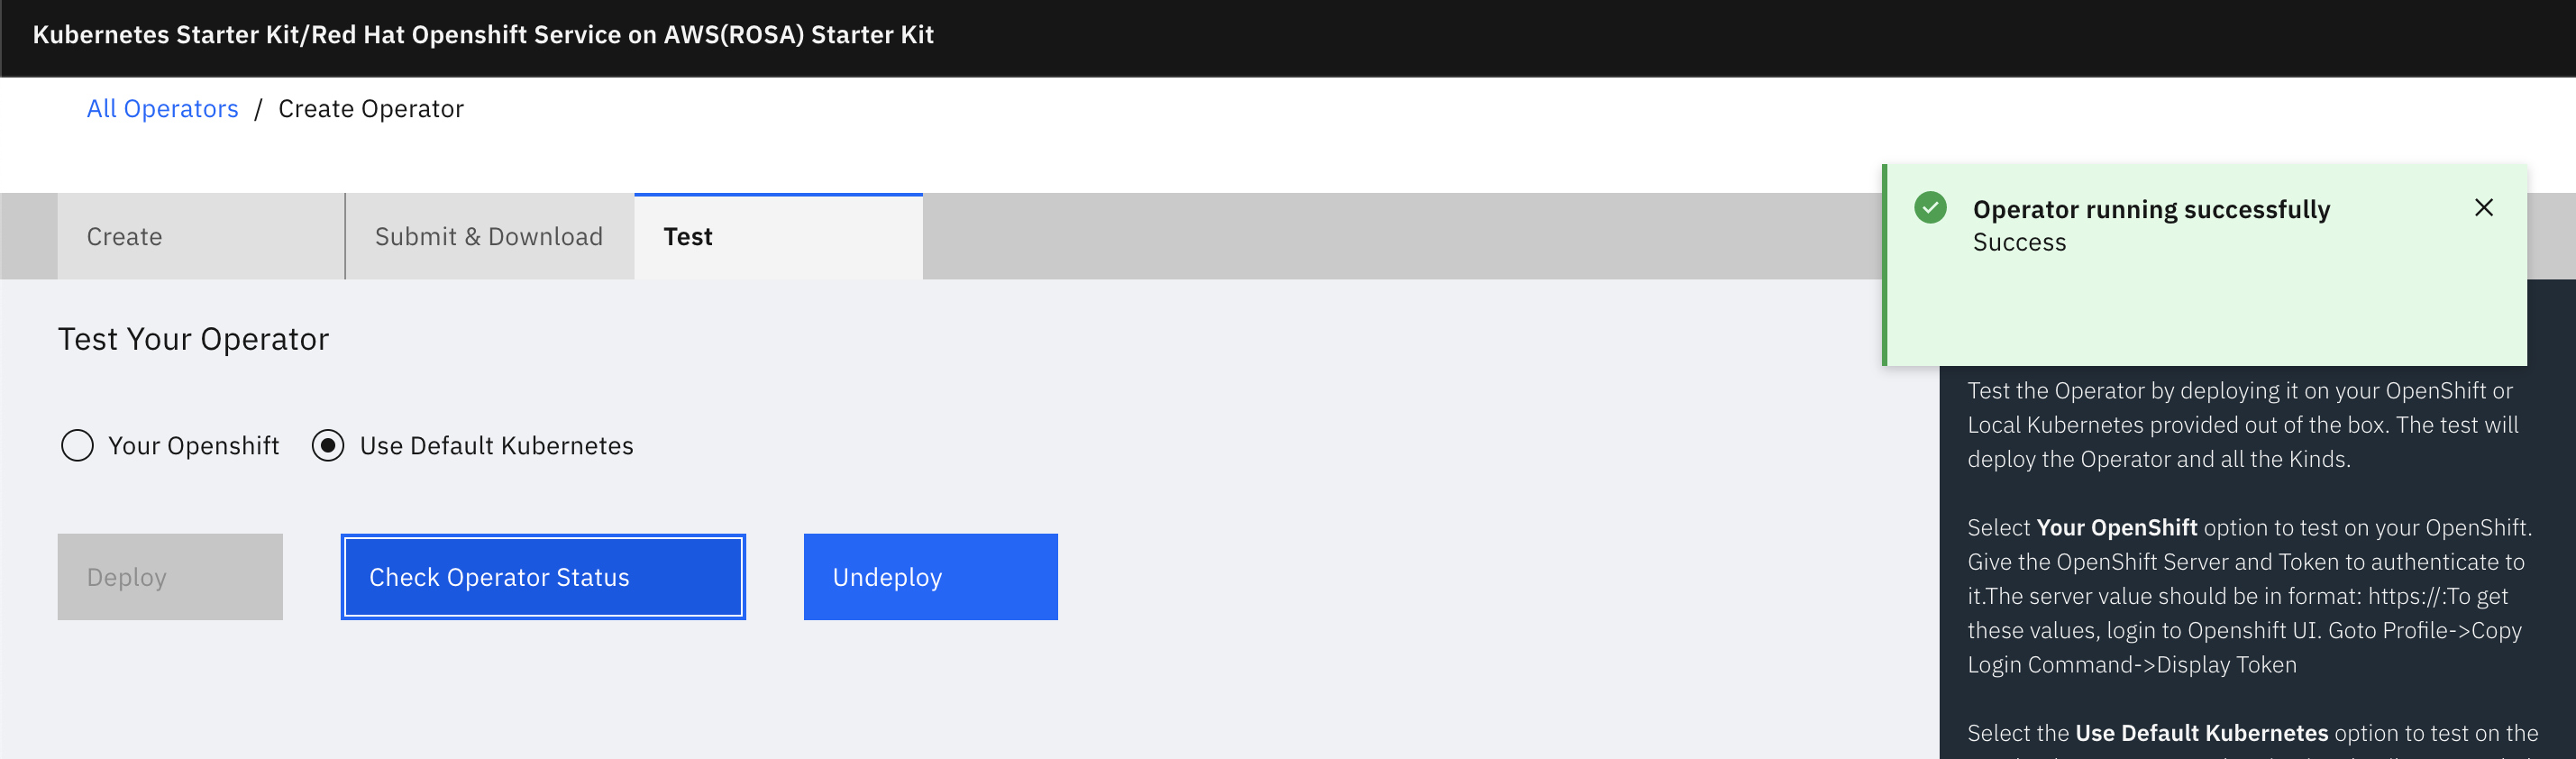 Kubernetes Starter Kit/Red Hat Openshift Service on AWS(ROSA) Starter Kit
All Operators / Create Operator
Create
Submit & Download
Test
Operator running successfully
Success
Test Your Operator
Your Openshift
Use Default Kubernetes
Deploy
Check Operator Status
Undeploy
Test the Operator by deploying it on your OpenShift or
Local Kubernetes provided out of the box. The test will
deploy the Operator and all the Kinds.
Select Your OpenShift option to test on your OpenShift.
Give the OpenShift Server and Token to authenticate to
it.The server value should be in format: https://:To get
these values, login to Openshift UI. Goto Profile->Copy
Login Command->Display Token
Select the Use Default Kubernetes option to test on the